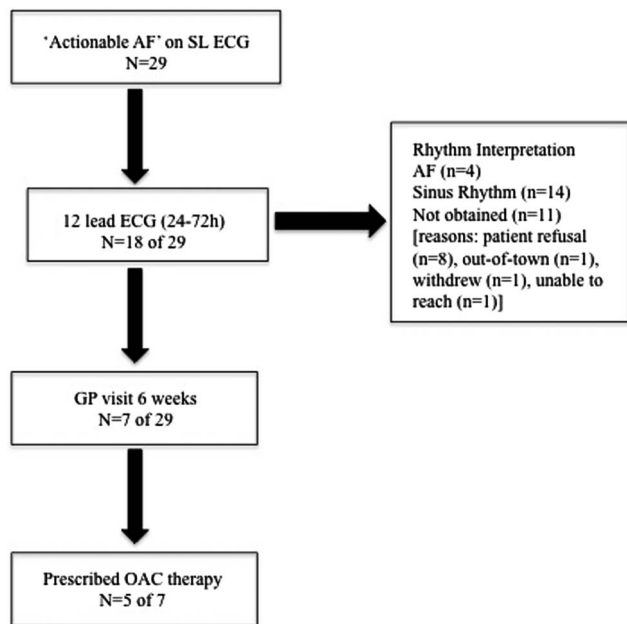 'Actionable AF' on SL ECG
N=29
12 lead ECG (24-72h)
N=18 of 29
Rhythm Interpretation
AF (n=4)
Sinus Rhythm (n=14)
Not obtained (n=11)
[reasons: patient refusal
(n=8), out-of-town (n=1),
withdrew (n=1), unable to
reach (n=1)]
GP visit 6 weeks
N=7 of 29
Prescribed OAC therapy
N=5 of 7